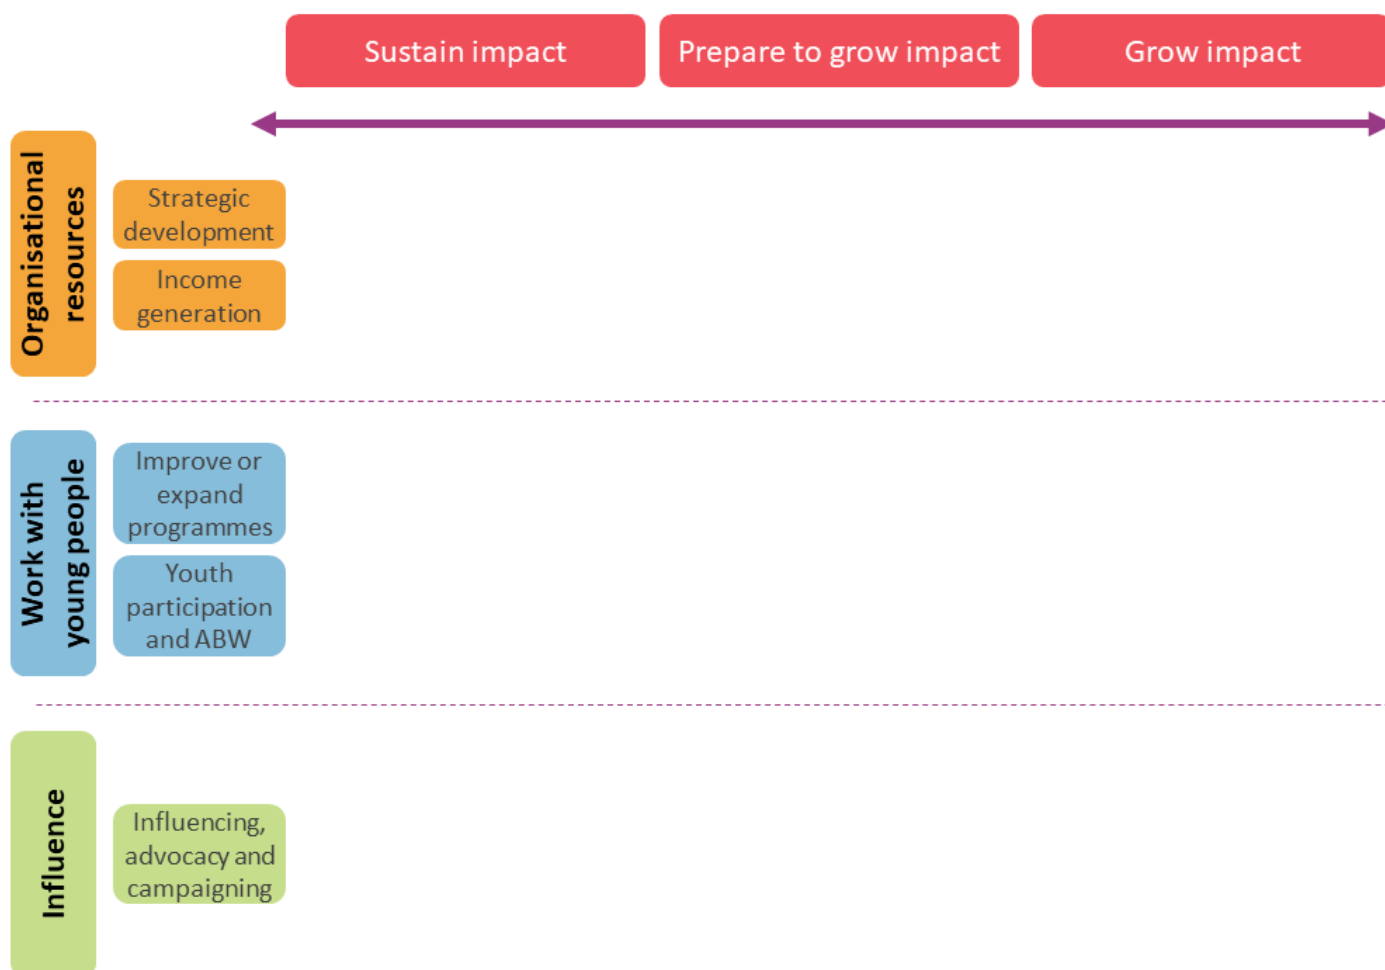 Sustain impact
Prepare to grow impact
Grow impact
Organisational
resources
Strategic
development
Income
generation
Work with
young people
Improve or
expand
programmes
Youth
participation
and ABW
Influence
Influencing,
advocacy and
campaigning